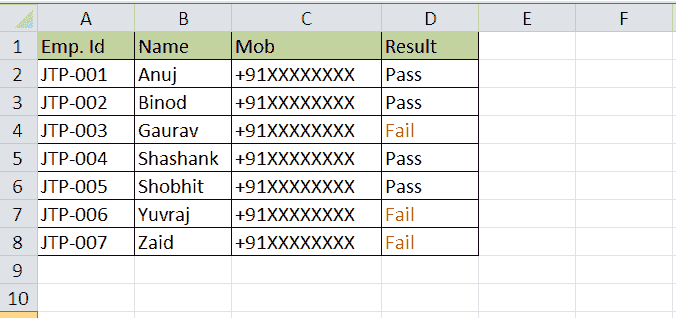 A B C D E F
1 Emp. Id Name Mob Result
2 JTP-001 Anuj +91XXXXXXXX Pass
3 JTP-002 Binod +91XXXXXXXX Pass
4 JTP-003 Gaurav +91XXXXXXXX Fail
5 JTP-004 Shashank +91XXXXXXXX Pass
6 JTP-005 Shobhit +91XXXXXXXX Pass
7 JTP-006 Yuvraj +91XXXXXXXX Fail
8 JTP-007 Zaid +91XXXXXXXX Fail
9
10